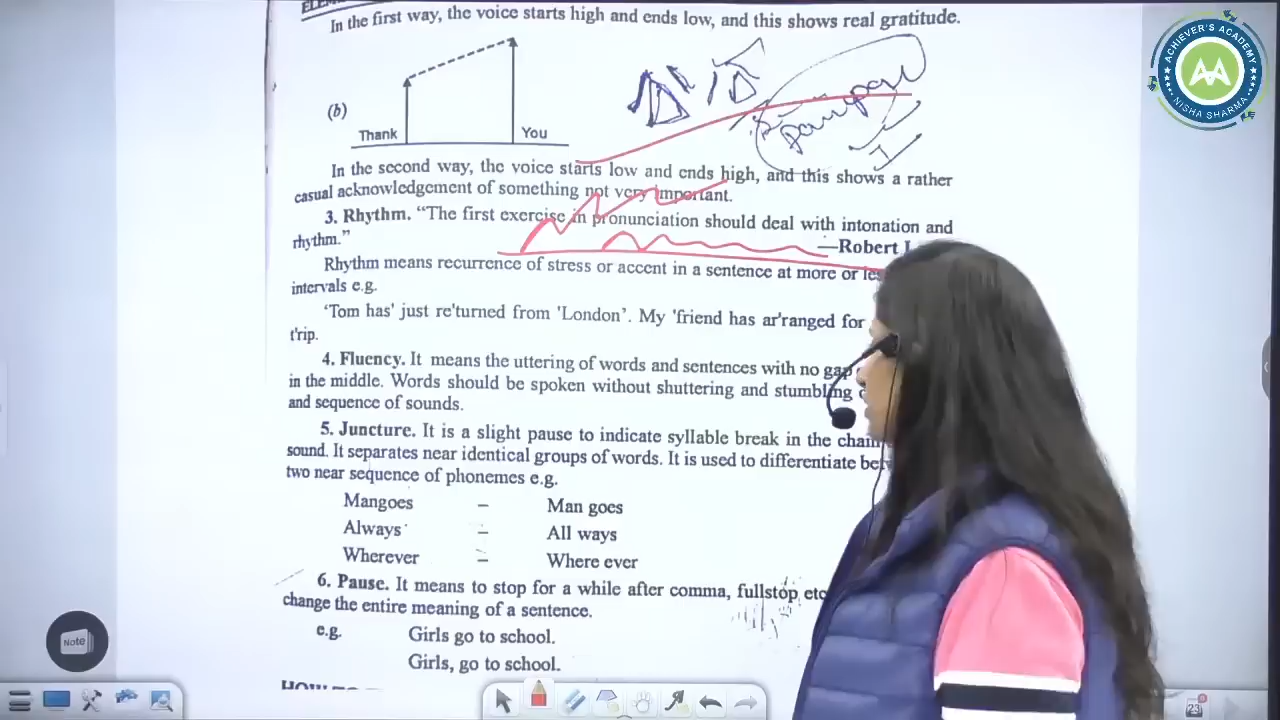 In the first way, the voice starts high and ends low, and this shows real gratitude.
(b)
Thank You
In the second way, the voice starts low and ends high, and this shows a rather
casual acknowledgement of something not very important.
3. Rhythm. “The first exercise in pronunciation should deal with intonation and
rhythm.”
—Robert
Rhythm means recurrence of stress or accent in a sentence at more or
intervals e.g.
‘Tom has' just re'turned from 'London’. My 'friend has ar'ranged for
t'rip.
4. Fluency. It means the uttering of words and sentences with no gap
in the middle. Words should be spoken without shuttering and stumbling
and sequence of sounds.
5. Juncture. It is a slight pause to indicate syllable break in the chain
sound. It separates near identical groups of words. It is used to differentiate
two near sequence of phonemes e.g.
Mangoes – Man goes
Always – All ways
Wherever – Where ever
6. Pause. It means to stop for a while after comma, fullstop etc
change the entire meaning of a sentence.
e.g. Girls go to school.
Girls, go to school.
ACHIEVER'S ACADEMY
NISHA SHARMA
Note
23